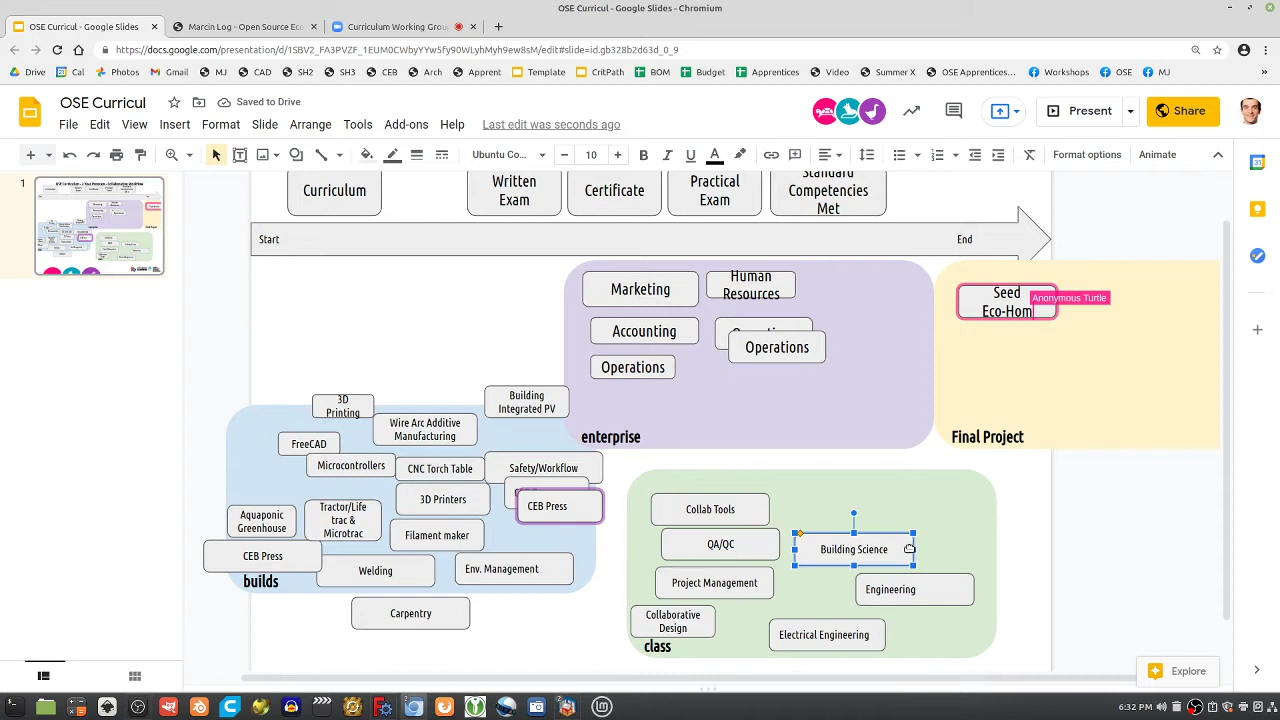 OSE Curricul - Google Slides - Chromium
OSE Curricul - Google Slides
Marcin Log - Open Source Eco
Curriculum Working Group
https://docs.google.com/presentation/d/1SBV2_FA3PVZF_1EUM0CWbyYYw5fy90WLyhMyh9ew8sM/edit#slide=id.gb328b2d63d_0_9
Drive
Cal
Photos
Gmail
MJ
CAD
SH2
SH3
CEB
Arch
Apprent
Template
CritPath
BOM
Budget
Apprentices
Video
Summer X
OSE Apprentices...
Workshops
OSE
MJ
OSE Curricul
Saved to Drive
File
Edit
View
Insert
Format
Slide
Arrange
Tools
Add-ons
Help
Last edit was seconds ago
Present
Share
Ubuntu Co...
10
Format options
Animate
1
Curriculum
Written
Exam
Certificate
Practical
Exam
Standard
Competencies
Met
Start
End
Marketing
Human
Resources
Accounting
Operations
Operations
enterprise
Seed
Eco-Hom
Anonymous Turtle
Final Project
3D
Printing
Building
Integrated PV
Wire Arc Additive
Manufacturing
FreeCAD
Microcontrollers
CNC Torch Table
Safety/Workflow
3D Printers
CEB Press
Aquaponic
Greenhouse
Tractor/Life
trac &
Microtrac
Filament maker
CEB Press
Welding
Env. Management
builds
Carpentry
Collab Tools
QA/QC
Building Science
Project Management
Engineering
Collaborative
Design
Electrical Engineering
class
Explore
6:32 PM